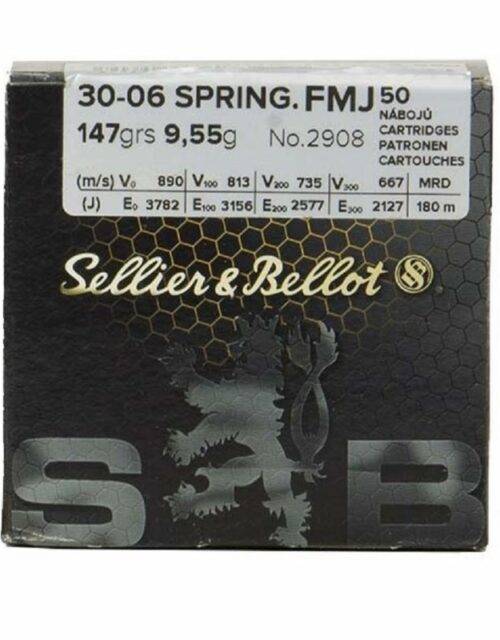 30-06 SPRING. FMJ 50
NÁBOJŮ
147grs 9,55g No.2908 CARTRIDGES
PATRONEN
CARTOUCHES
(m/s) V0 890 V100 813 V200 735 V300 667 MRD
(J) E0 3782 E100 3156 E200 2577 E300 2127 180 m
Sellier & Bellot SB
S B